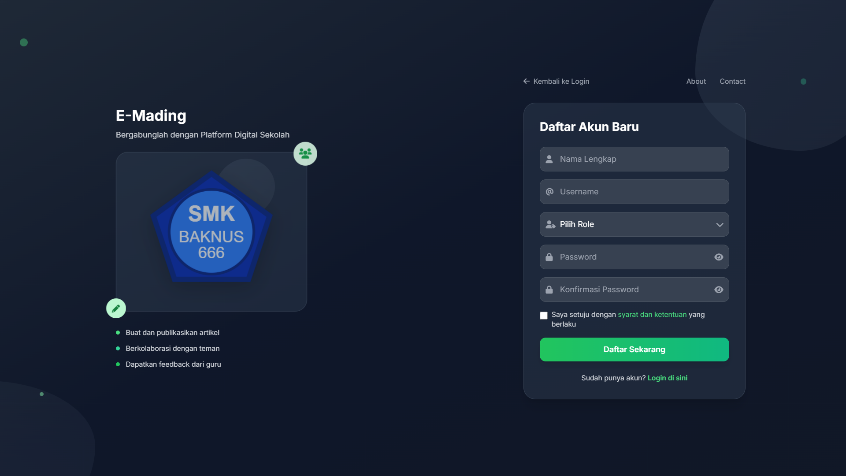 E-Mading
Bergabunglah dengan Platform Digital Sekolah
SMK
BAKNUS
666
Buat dan publikasikan artikel
Berkolaborasi dengan teman
Dapatkan feedback dari guru
Kembali ke Login
About
Contact
Daftar Akun Baru
Nama Lengkap
Username
Pilih Role
Password
Konfirmasi Password
Saya setuju dengan syarat dan ketentuan yang
berlaku
Daftar Sekarang
Sudah punya akun? Login di sini